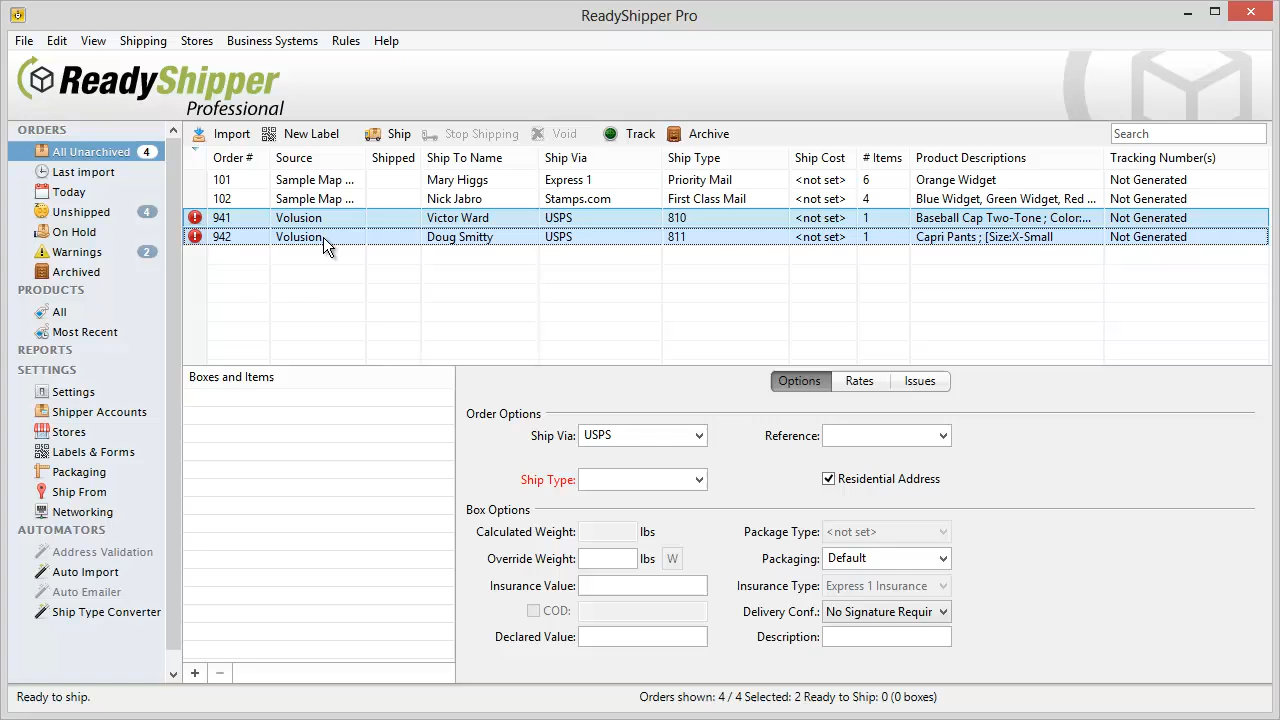 ReadyShipper Pro
File Edit View Shipping Stores Business Systems Rules Help
ReadyShipper
Professional
ORDERS
All Unarchived 4
Last import
Today
Unshipped 4
On Hold
Warnings 2
Archived
PRODUCTS
All
Most Recent
REPORTS
SETTINGS
Settings
Shipper Accounts
Stores
Labels & Forms
Packaging
Ship From
Networking
AUTOMATORS
Address Validation
Auto Import
Auto Emailer
Ship Type Converter
Import New Label Ship Stop Shipping Void Track Archive Search
Order # Source Shipped Ship To Name Ship Via Ship Type Ship Cost # Items Product Descriptions Tracking Number(s)
101 Sample Map ... Mary Higgs Express 1 Priority Mail <not set> 6 Orange Widget Not Generated
102 Sample Map ... Nick Jabro Stamps.com First Class Mail <not set> 4 Blue Widget, Green Widget, Red ... Not Generated
941 Volusion Victor Ward USPS 810 <not set> 1 Baseball Cap Two-Tone ; Color:... Not Generated
942 Volusion Doug Smitty USPS 811 <not set> 1 Capri Pants ; [Size:X-Small Not Generated
Boxes and Items
Options Rates Issues
Order Options
Ship Via: USPS Reference:
Ship Type: Residential Address
Box Options
Calculated Weight: lbs Package Type: <not set>
Override Weight: lbs W Packaging: Default
Insurance Value: Insurance Type: Express 1 Insurance
COD: Delivery Conf.: No Signature Requir
Declared Value: Description:
+ −
Ready to ship. Orders shown: 4 / 4 Selected: 2 Ready to Ship: 0 (0 boxes)